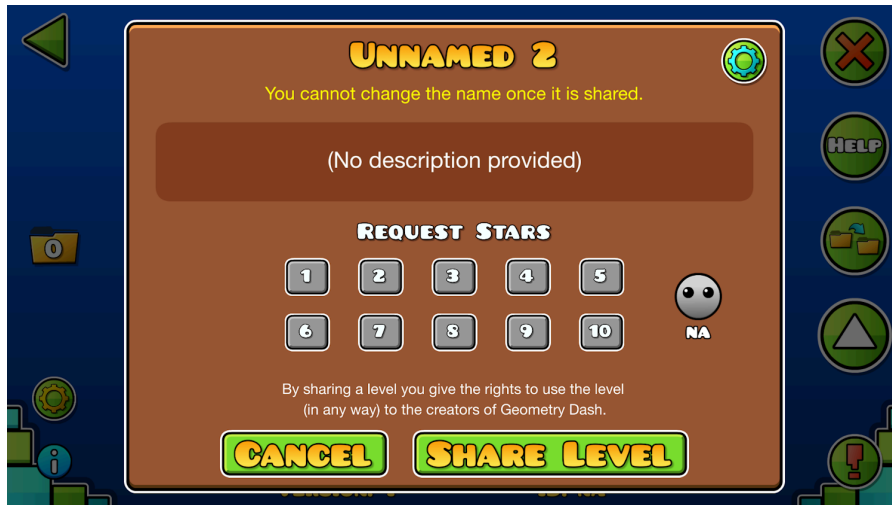 UNNAMED 2
You cannot change the name once it is shared.
(No description provided)
HELP
0
REQUEST STARS
1 2 3 4 5
6 7 8 9 10
NA
By sharing a level you give the rights to use the level
(in any way) to the creators of Geometry Dash.
CANCEL SHARE LEVEL